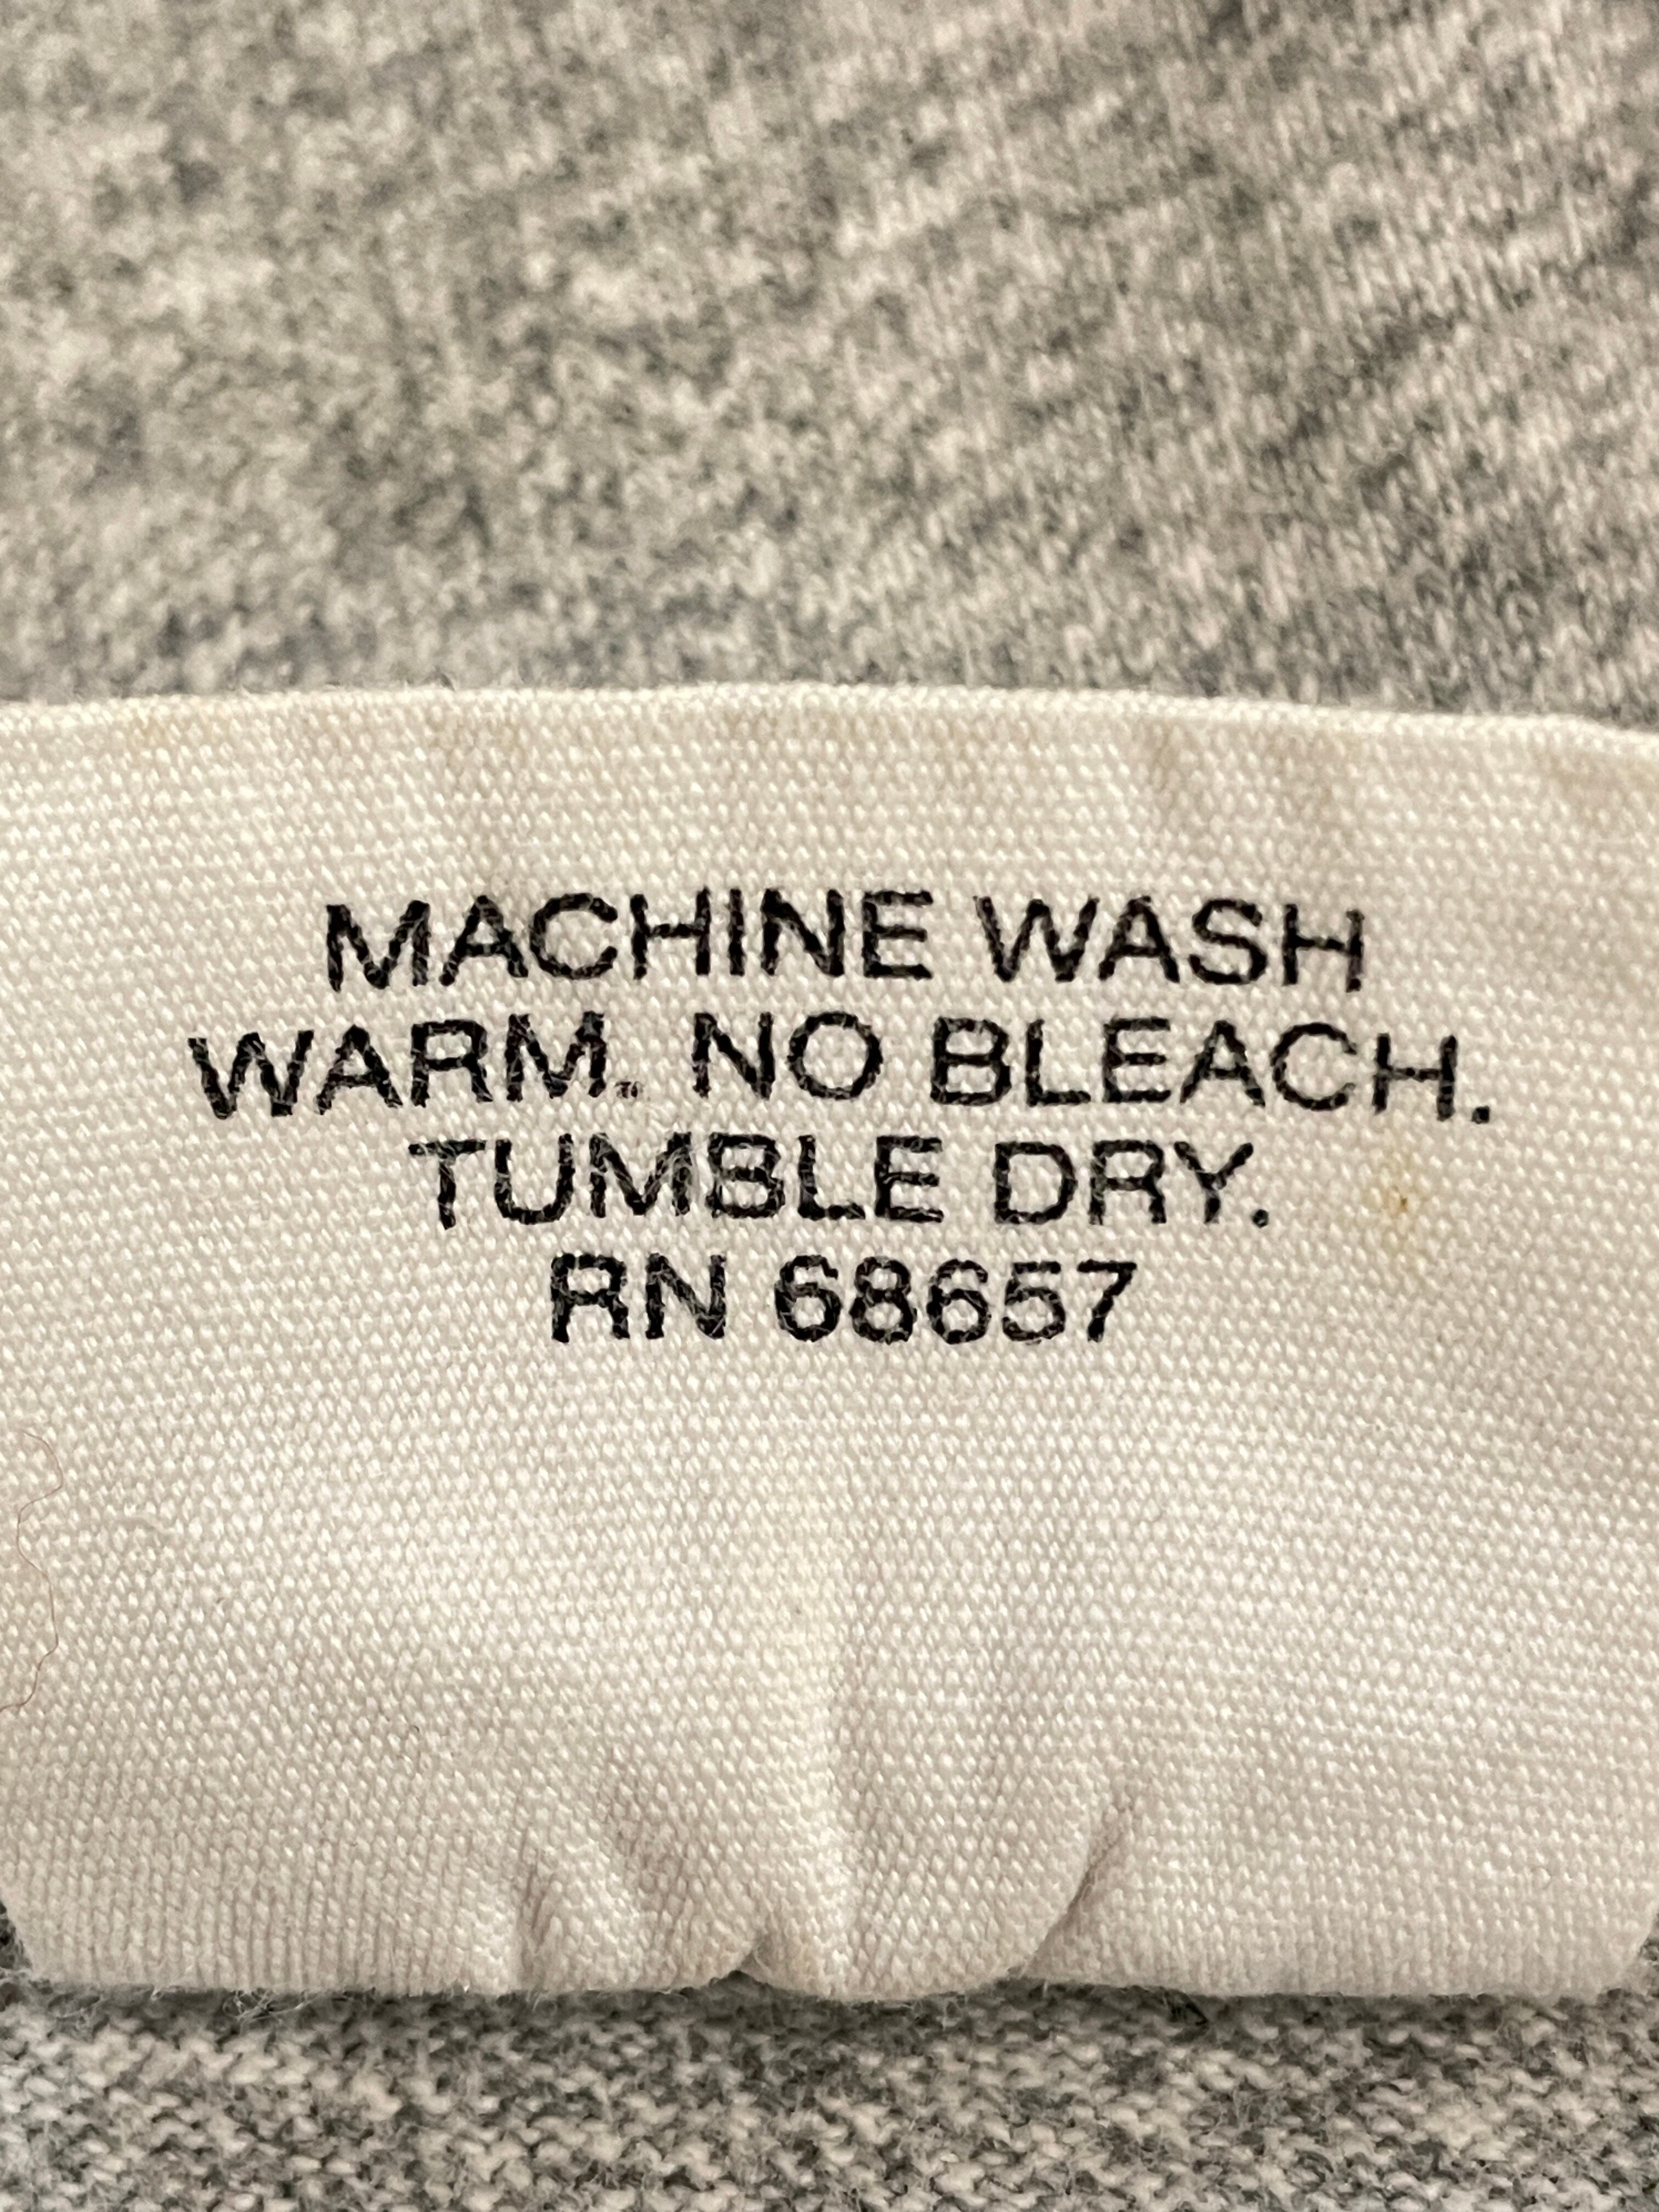 MACHINE WASH
WARM. NO BLEACH.
TUMBLE DRY.
RN 68657